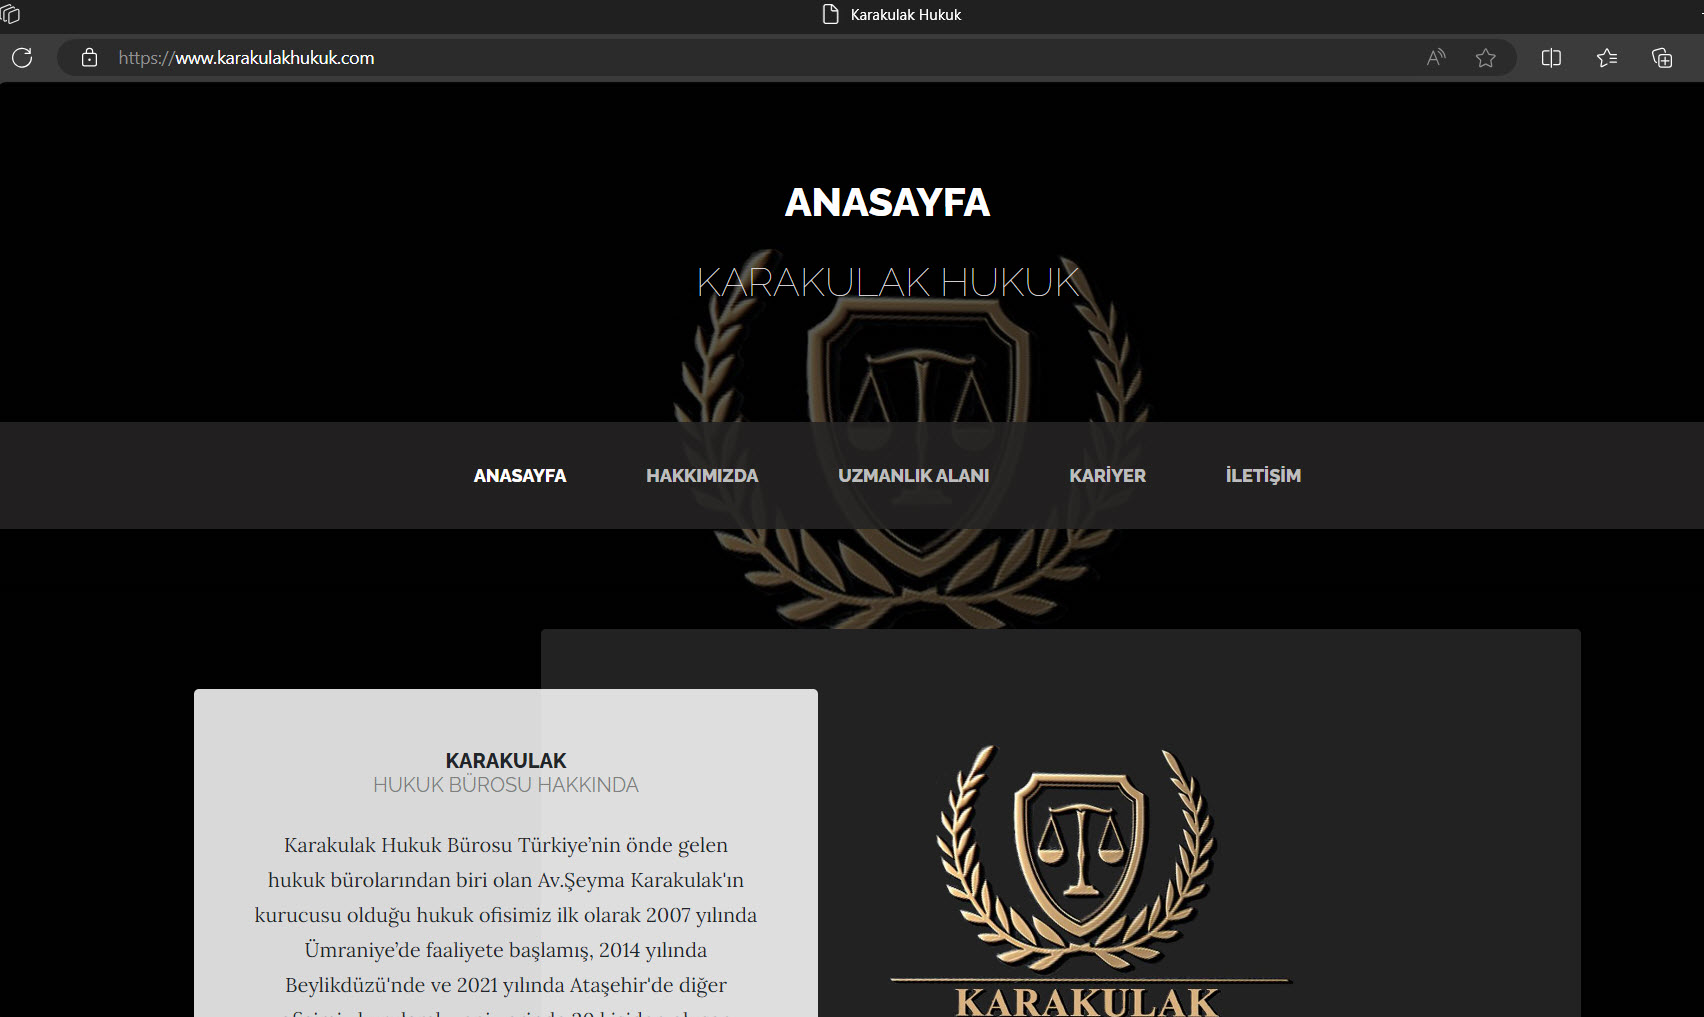 Karakulak Hukuk
https://www.karakulakhukuk.com
ANASAYFA
KARAKULAK HUKUK
ANASAYFA
HAKKIMIZDA
UZMANLIK ALANI
KARİYER
İLETİŞİM
KARAKULAK
HUKUK BÜROSU HAKKINDA
Karakulak Hukuk Bürosu Türkiye’nin önde gelen
hukuk bürolarından biri olan Av.Şeyma Karakulak'ın
kurucusu olduğu hukuk ofisimiz ilk olarak 2007 yılında
Ümraniye’de faaliyete başlamış, 2014 yılında
Beylikdüzü'nde ve 2021 yılında Ataşehir'de diğer
KARAKULAK